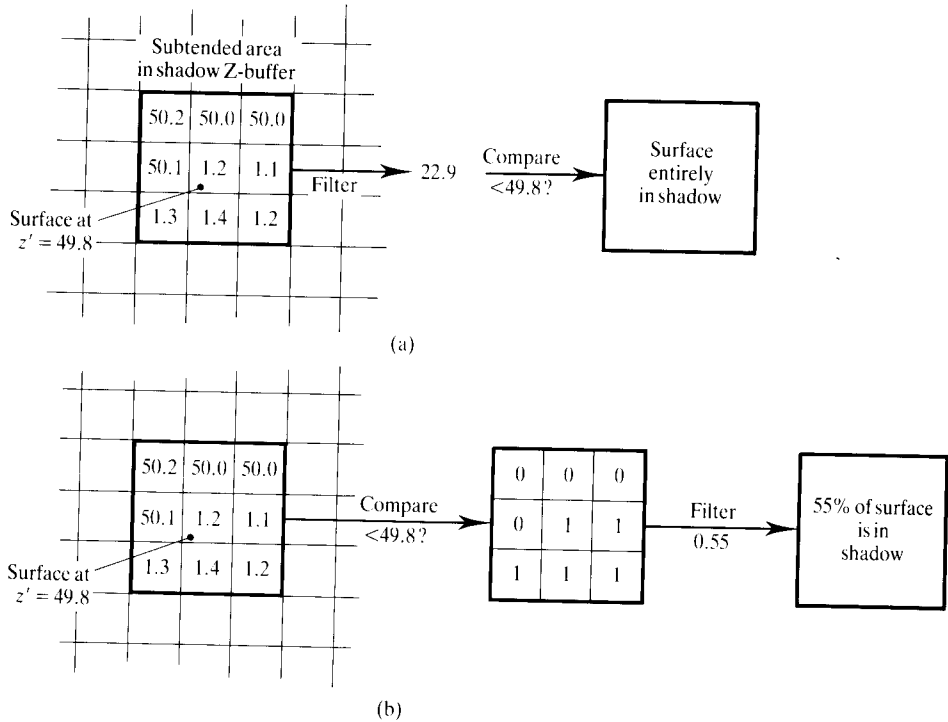 Subtended area
in shadow Z-buffer
50.2 50.0 50.0
50.1 1.2 1.1
1.3 1.4 1.2
Surface at
z' = 49.8
Filter
22.9
Compare
<49.8?
Surface
entirely
in shadow
(a)
50.2 50.0 50.0
50.1 1.2 1.1
1.3 1.4 1.2
Surface at
z' = 49.8
Compare
<49.8?
0 0 0
0 1 1
1 1 1
Filter
0.55
55% of surface
is in
shadow
(b)